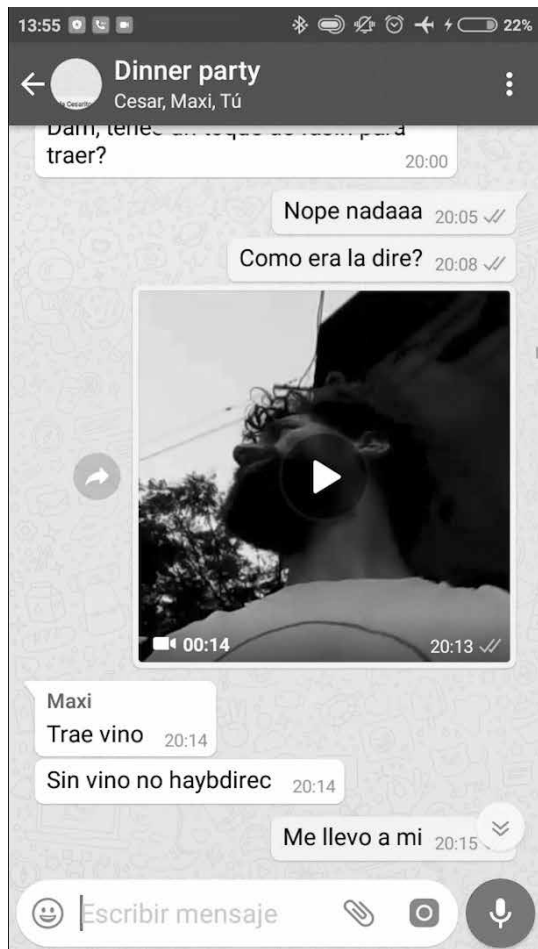 13:55
22%
Dinner party
Cesar, Maxi, Tú
traer?
20:00
Nope nadaaa 20:05
Como era la dire? 20:08
00:14
20:13
Maxi
Trae vino 20:14
Sin vino no haybdirec 20:14
Me llevo a mi 20:15
Escribir mensaje